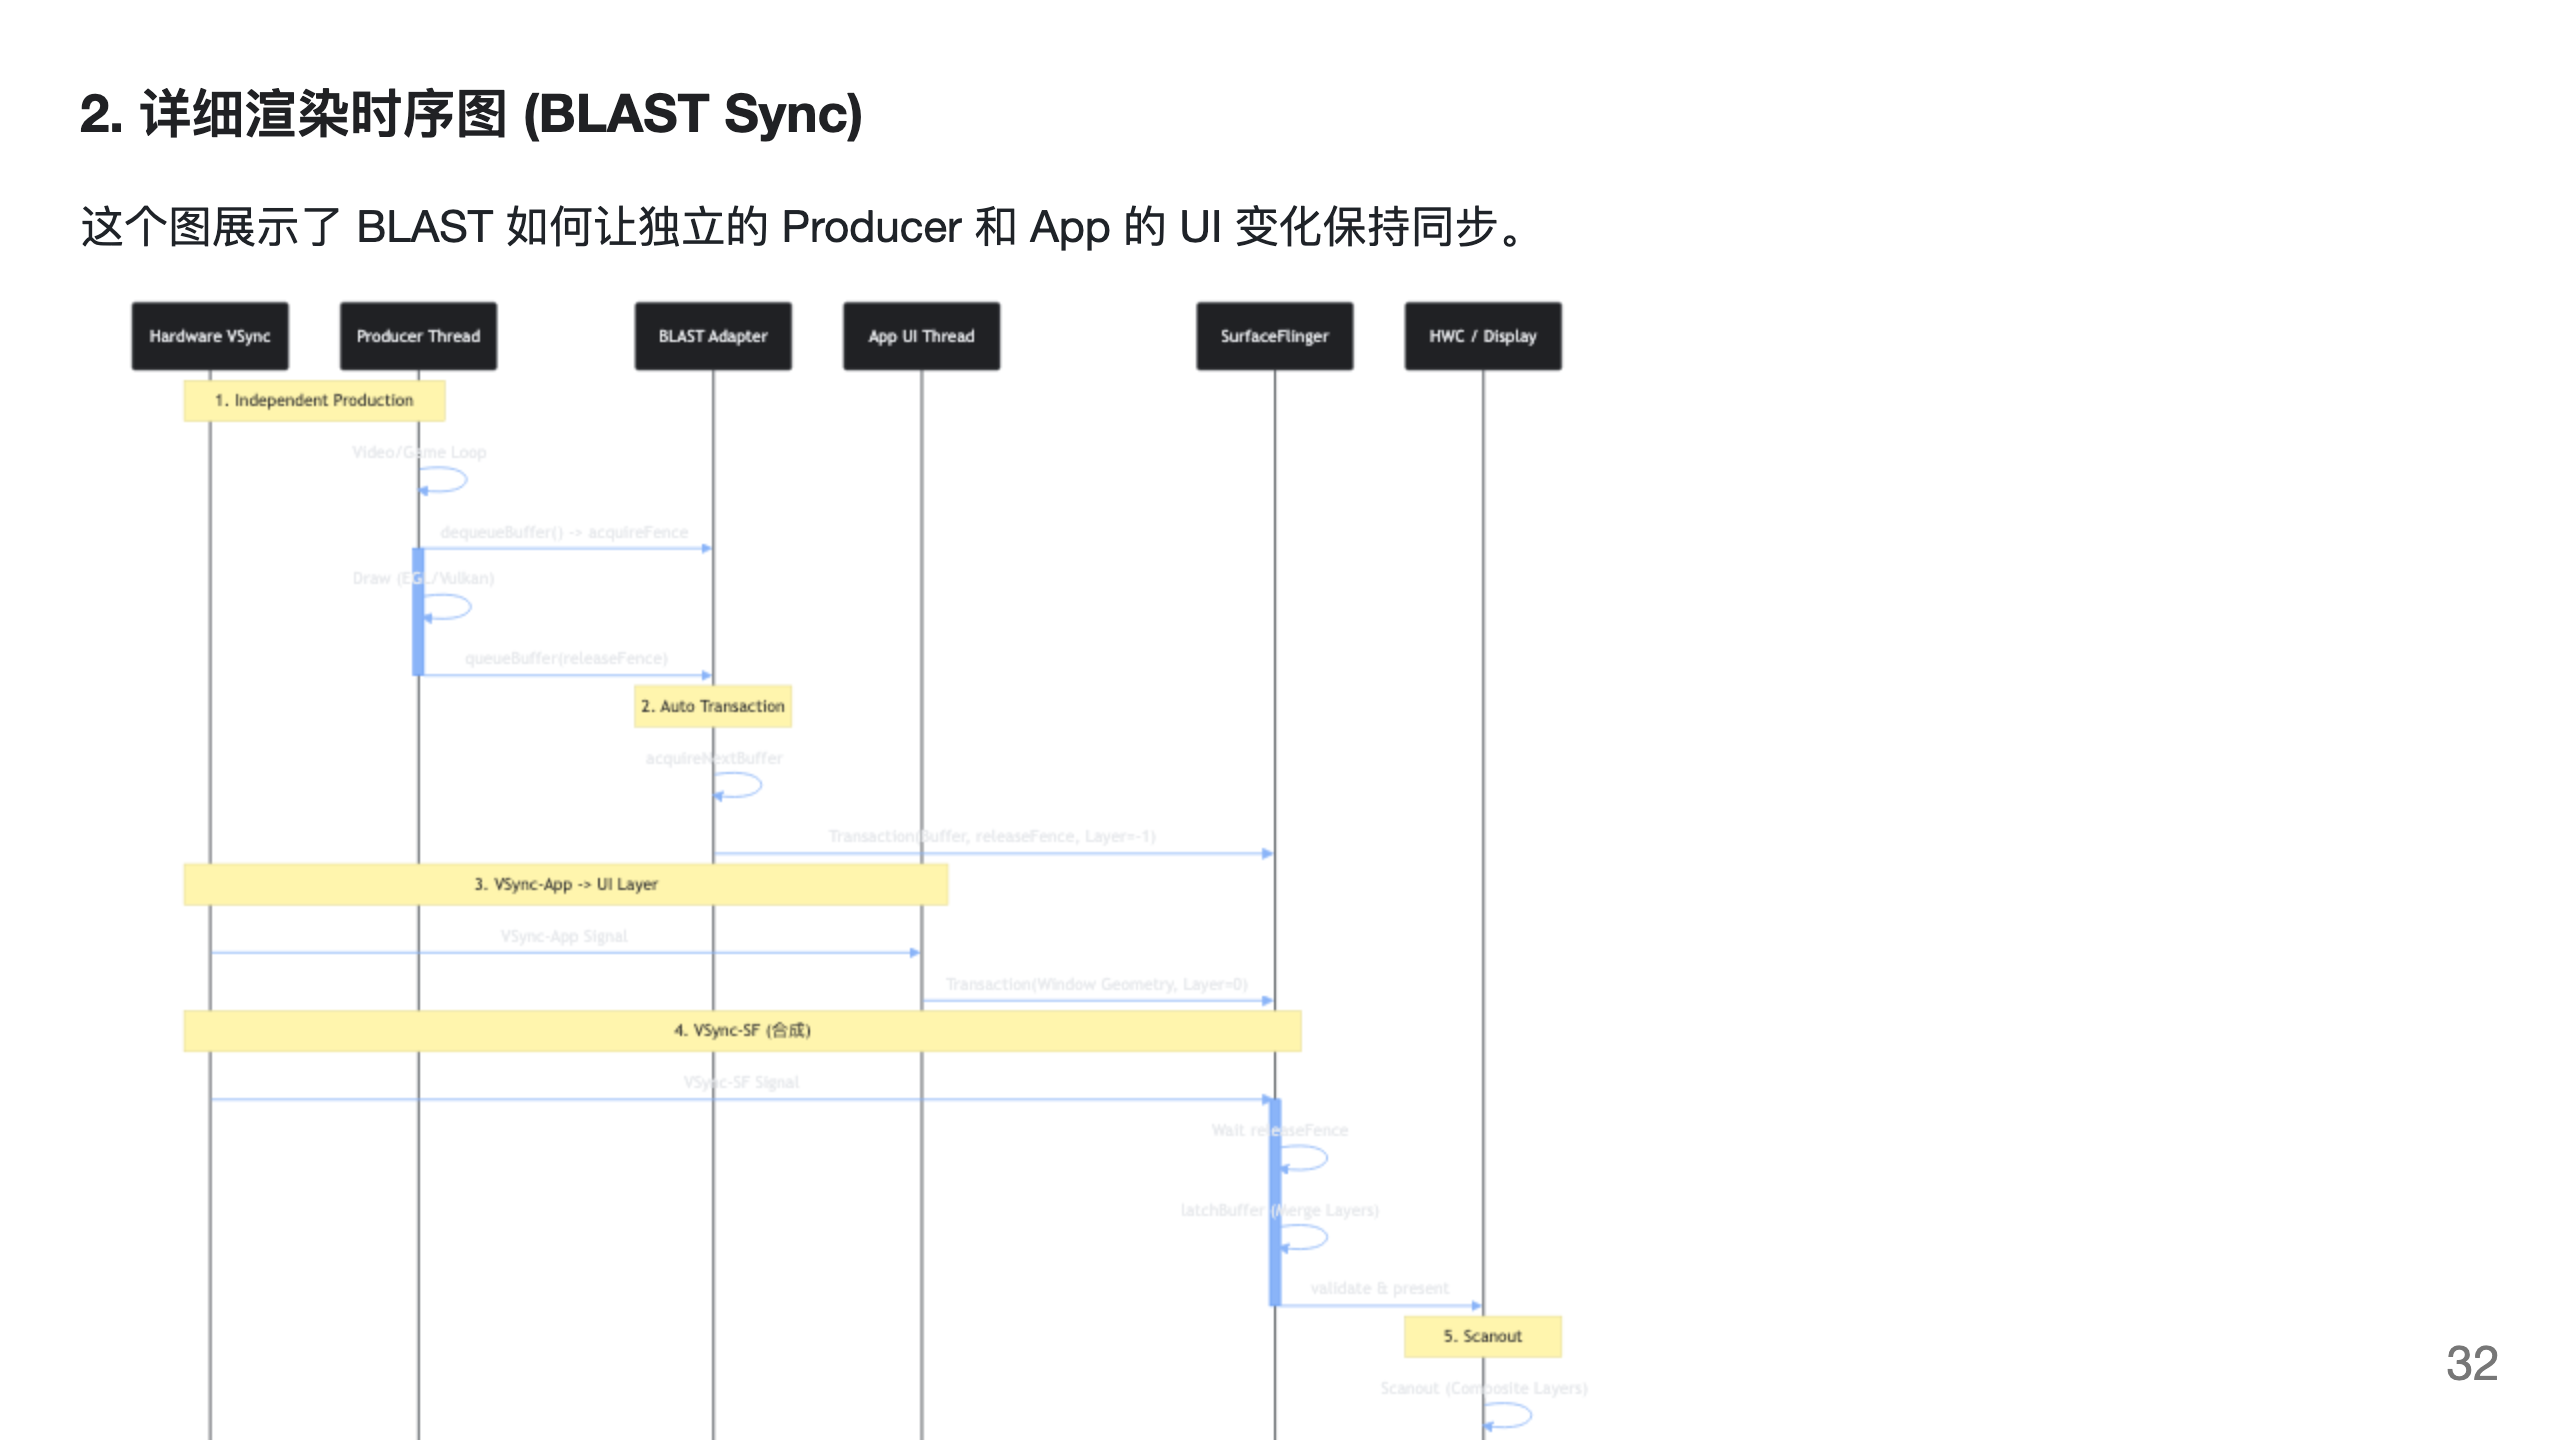 2. 详细渲染时序图 (BLAST Sync)
这个图展示了 BLAST 如何让独立的 Producer 和 App 的 UI 变化保持同步。
Hardware VSync
Producer Thread
BLAST Adapter
App UI Thread
SurfaceFlinger
HWC / Display
1. Independent Production
Video/Game Loop
dequeueBuffer() -> acquireFence
Draw (EGL/Vulkan)
queueBuffer(releaseFence)
2. Auto Transaction
acquireNextBuffer
Transaction(Buffer, releaseFence, Layer=-1)
3. VSync-App -> UI Layer
VSync-App Signal
Transaction(Window Geometry, Layer=0)
4. VSync-SF (合成)
VSync-SF Signal
Wait releaseFence
latchBuffer (Merge Layers)
validate & present
5. Scanout
Scanout (Composite Layers)
32